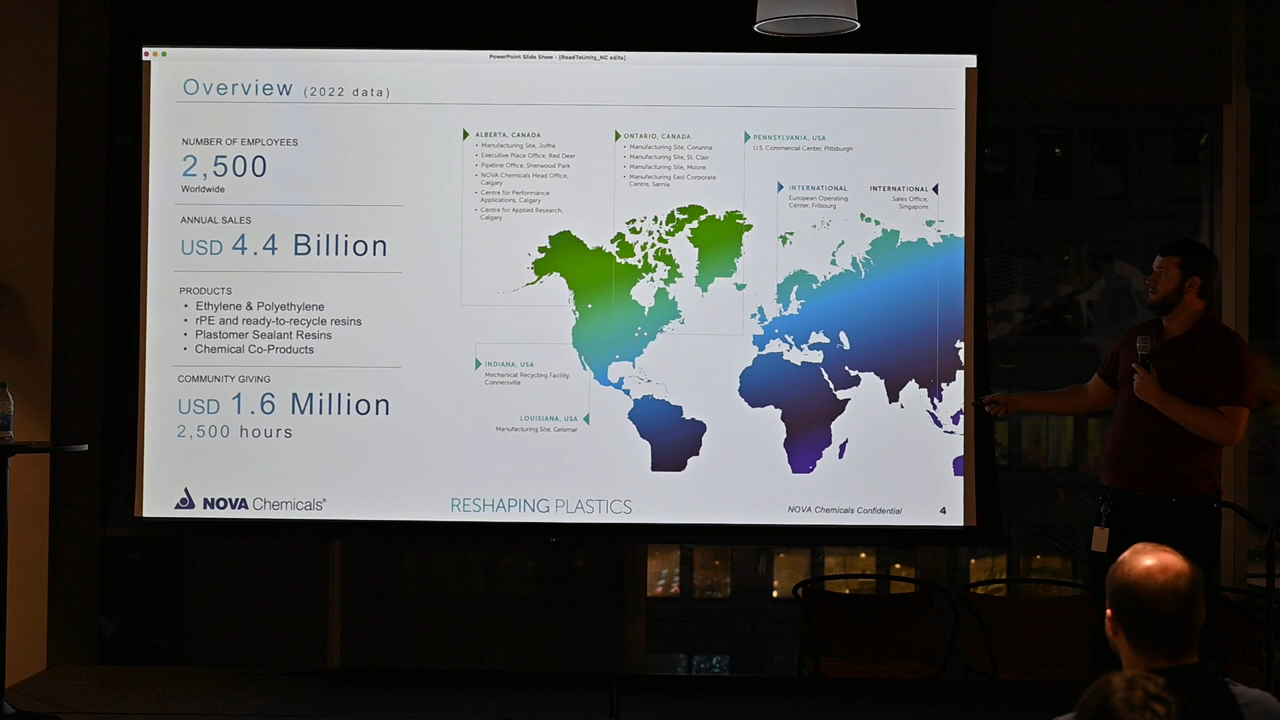 PowerPoint Slide Show - [RoadToUnity_NC edits]
Overview (2022 data)
NUMBER OF EMPLOYEES
2,500
Worldwide
ANNUAL SALES
USD 4.4 Billion
PRODUCTS
• Ethylene & Polyethylene
• rPE and ready-to-recycle resins
• Plastomer Sealant Resins
• Chemical Co-Products
COMMUNITY GIVING
USD 1.6 Million
2,500 hours
ALBERTA, CANADA
• Manufacturing Site, Joffre
• Executive Place Office, Red Deer
• Pipeline Office, Sherwood Park
• NOVA Chemicals Head Office,
Calgary
• Centre for Performance
Applications, Calgary
• Centre for Applied Research,
Calgary
ONTARIO, CANADA
• Manufacturing Site, Corunna
• Manufacturing Site, St. Clair
• Manufacturing Site, Moore
• Manufacturing East Corporate
Centre, Sarnia
PENNSYLVANIA, USA
U.S. Commercial Center, Pittsburgh
INTERNATIONAL
European Operating
Center, Fribourg
INTERNATIONAL
Sales Office,
Singapore
INDIANA, USA
Mechanical Recycling Facility,
Connersville
LOUISIANA, USA
Manufacturing Site, Geismar
NOVA Chemicals®
RESHAPING PLASTICS
NOVA Chemicals Confidential
4